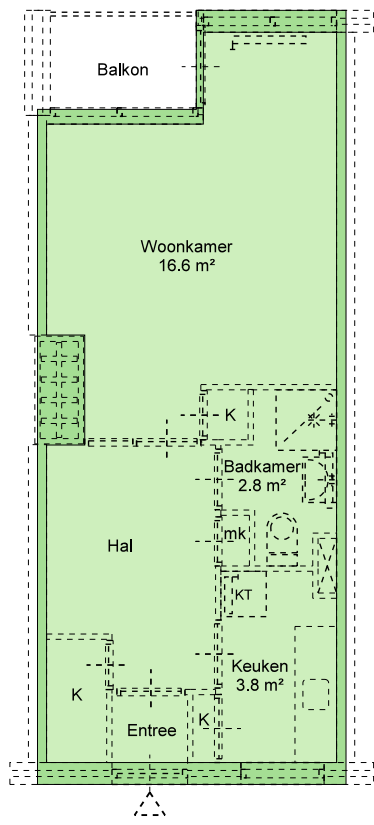 Balkon
Woonkamer
16.6 m²
K
Badkamer
2.8 m²
Hal
mk
KT
Keuken
3.8 m²
K
K
Entree